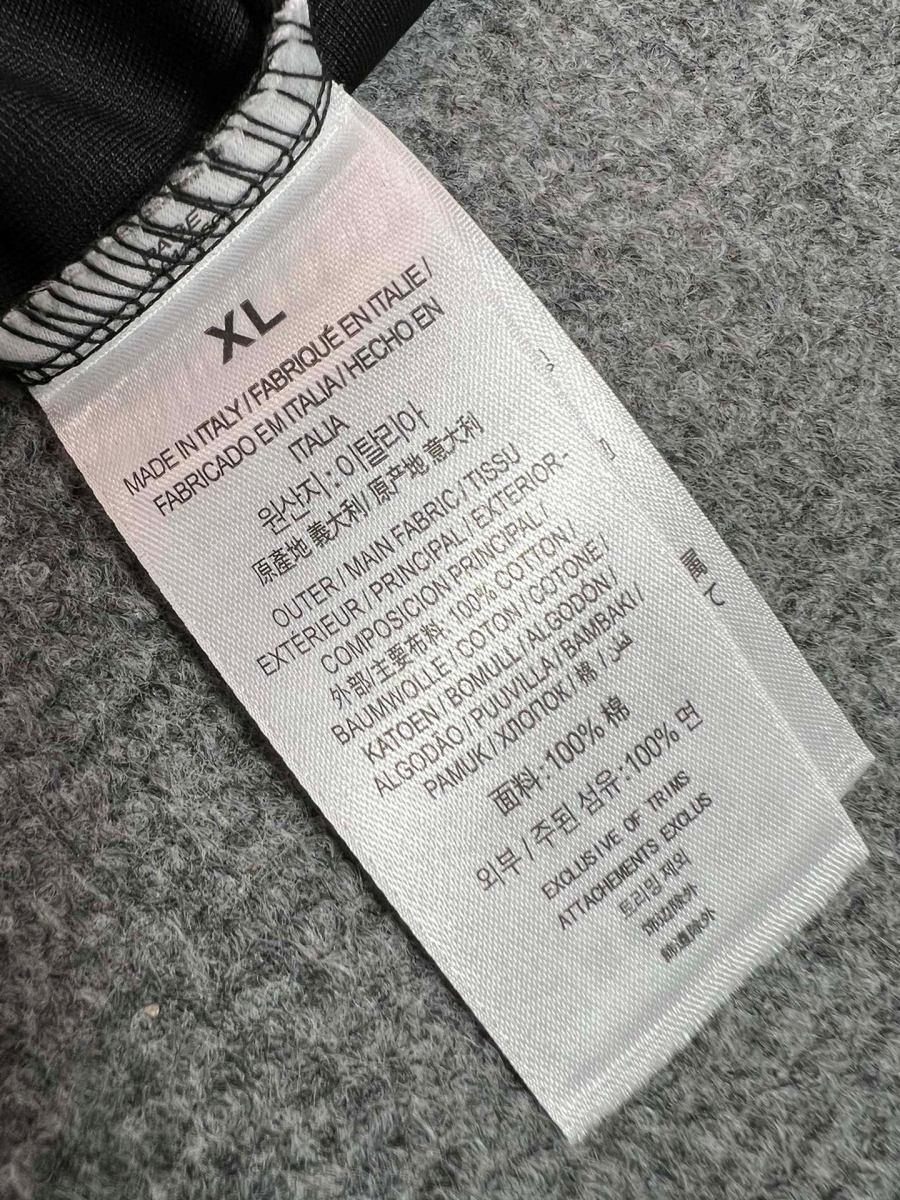 XL
MADE IN ITALY / FABRIQUÉ EN ITALIE /
FABRICADO EM ITALIA/ HECHO EN
ITALIA
원산지 : 이탈리아
原產地 義大利/ 原产地 意大利
OUTER / MAIN FABRIC / TISSU
EXTÉRIEUR / PRINCIPAL / EXTERIOR -
COMPOSICION PRINCIPAL /
外部/主要布料: 100% COTTON /
BAUMWOLLE / COTON / COTONE /
KATOEN / BOMULL / ALGODÓN /
ALGODÃO / PUUVILLA / BAMBAKI /
PAMUK / ХЛОПОК / 棉 /
面料:100% 棉
외부 / 주된 섬유 :100% 면
EXCLUSIVE OF TRIMS
ATTACHEMENTS EXCLUS
트리밍 제외
属
て